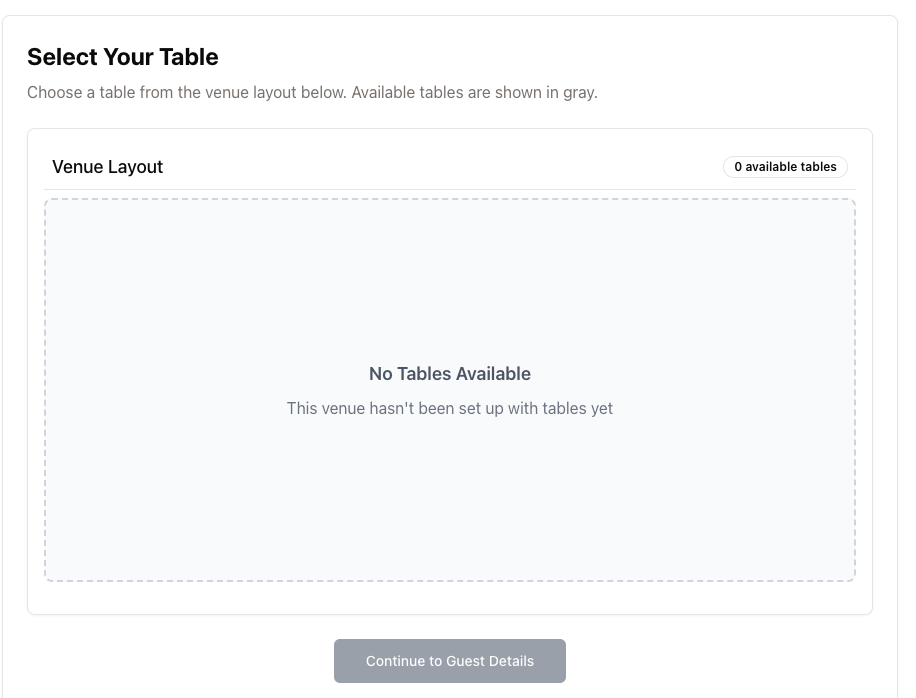 Select Your Table
Choose a table from the venue layout below. Available tables are shown in gray.
Venue Layout
0 available tables
No Tables Available
This venue hasn't been set up with tables yet
Continue to Guest Details